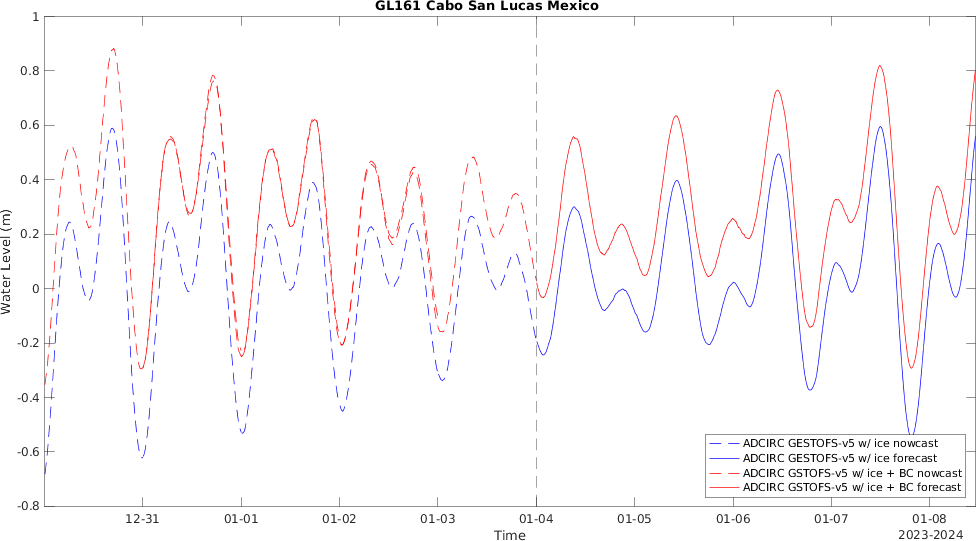 GL161 Cabo San Lucas Mexico
1
0.8
0.6
0.4
0.2
0
-0.2
-0.4
-0.6
-0.8
Water Level (m)
ADCIRC GESTOFS-v5 w/ ice nowcast
ADCIRC GESTOFS-v5 w/ ice forecast
ADCIRC GSTOFS-v5 w/ ice + BC nowcast
ADCIRC GSTOFS-v5 w/ ice + BC forecast
12-31 01-01 01-02 01-03 01-04 01-05 01-06 01-07 01-08
Time
2023-2024